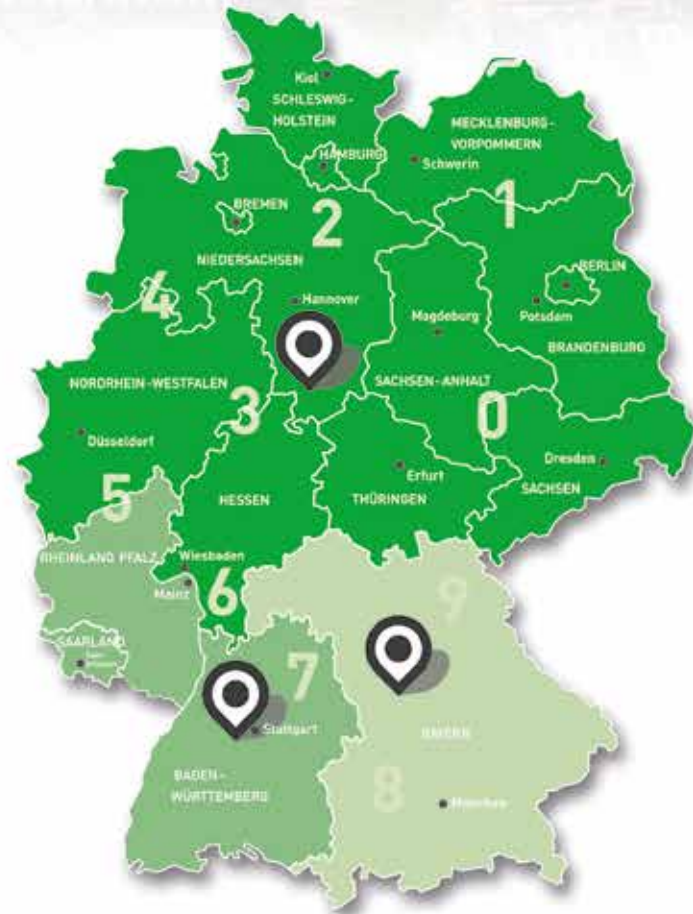 Kiel
SCHLESWIG-
HOLSTEIN
MECKLENBURG-
VORPOMMERN
HAMBURG
Schwerin
1
BREMEN
2
NIEDERSACHSEN
BERLIN
4
Hannover
Potsdam
Magdeburg
BRANDENBURG
NORDRHEIN-WESTFALEN
SACHSEN-ANHALT
3
0
Düsseldorf
Dresden
Erfurt
5
HESSEN
THÜRINGEN
SACHSEN
RHEINLAND PFALZ
Wiesbaden
Mainz
6
9
SAARLAND
7
Stuttgart
BAYERN
BADEN-
WÜRTTEMBERG
8
München